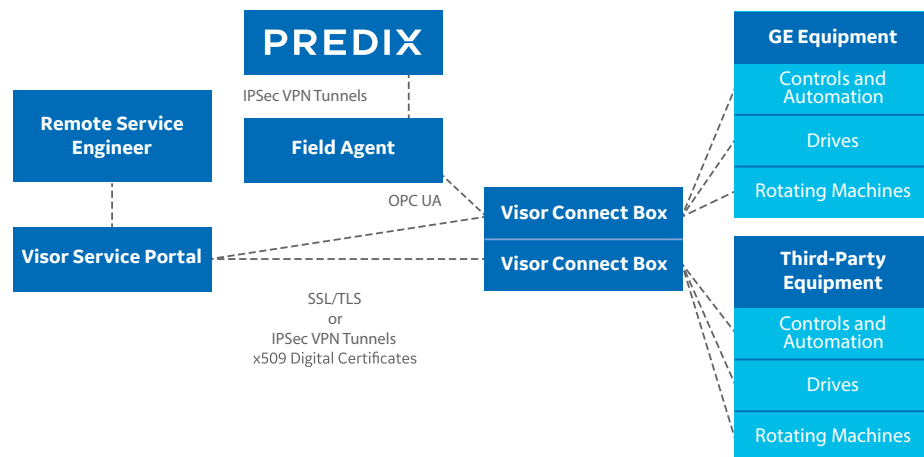 PREDIX
IPSec VPN Tunnels
Remote Service
Engineer
Field Agent
OPC UA
Visor Service Portal
Visor Connect Box
Visor Connect Box
SSL/TLS
or
IPSec VPN Tunnels
x509 Digital Certificates
GE Equipment
Controls and
Automation
Drives
Rotating Machines
Third-Party
Equipment
Controls and
Automation
Drives
Rotating Machines